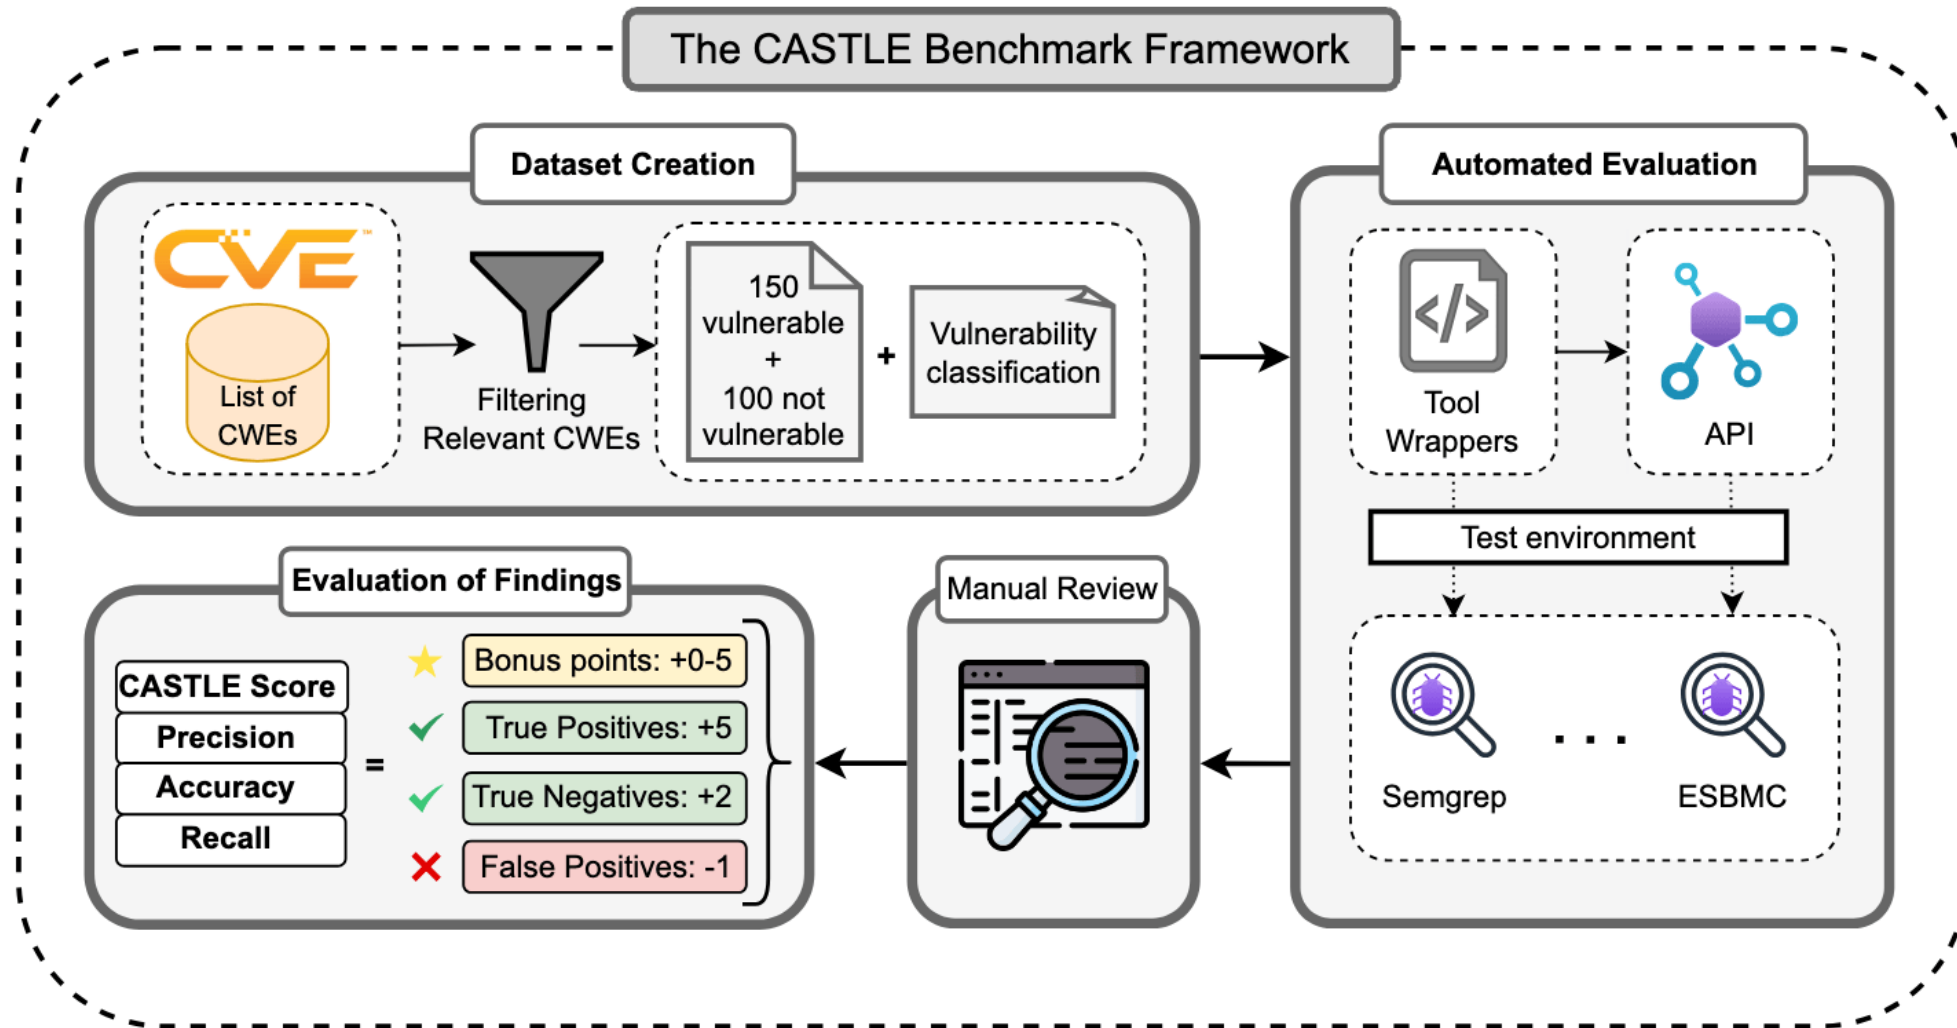 The CASTLE Benchmark Framework
Dataset Creation
CVE™
List of
CWEs
Filtering
Relevant CWEs
150
vulnerable
+
100 not
vulnerable
+
Vulnerability
classification
Automated Evaluation
</>
Tool
Wrappers
API
Test environment
Semgrep
. . .
ESBMC
Manual Review
Evaluation of Findings
CASTLE Score
Precision
Accuracy
Recall
=
Bonus points: +0-5
True Positives: +5
True Negatives: +2
False Positives: -1